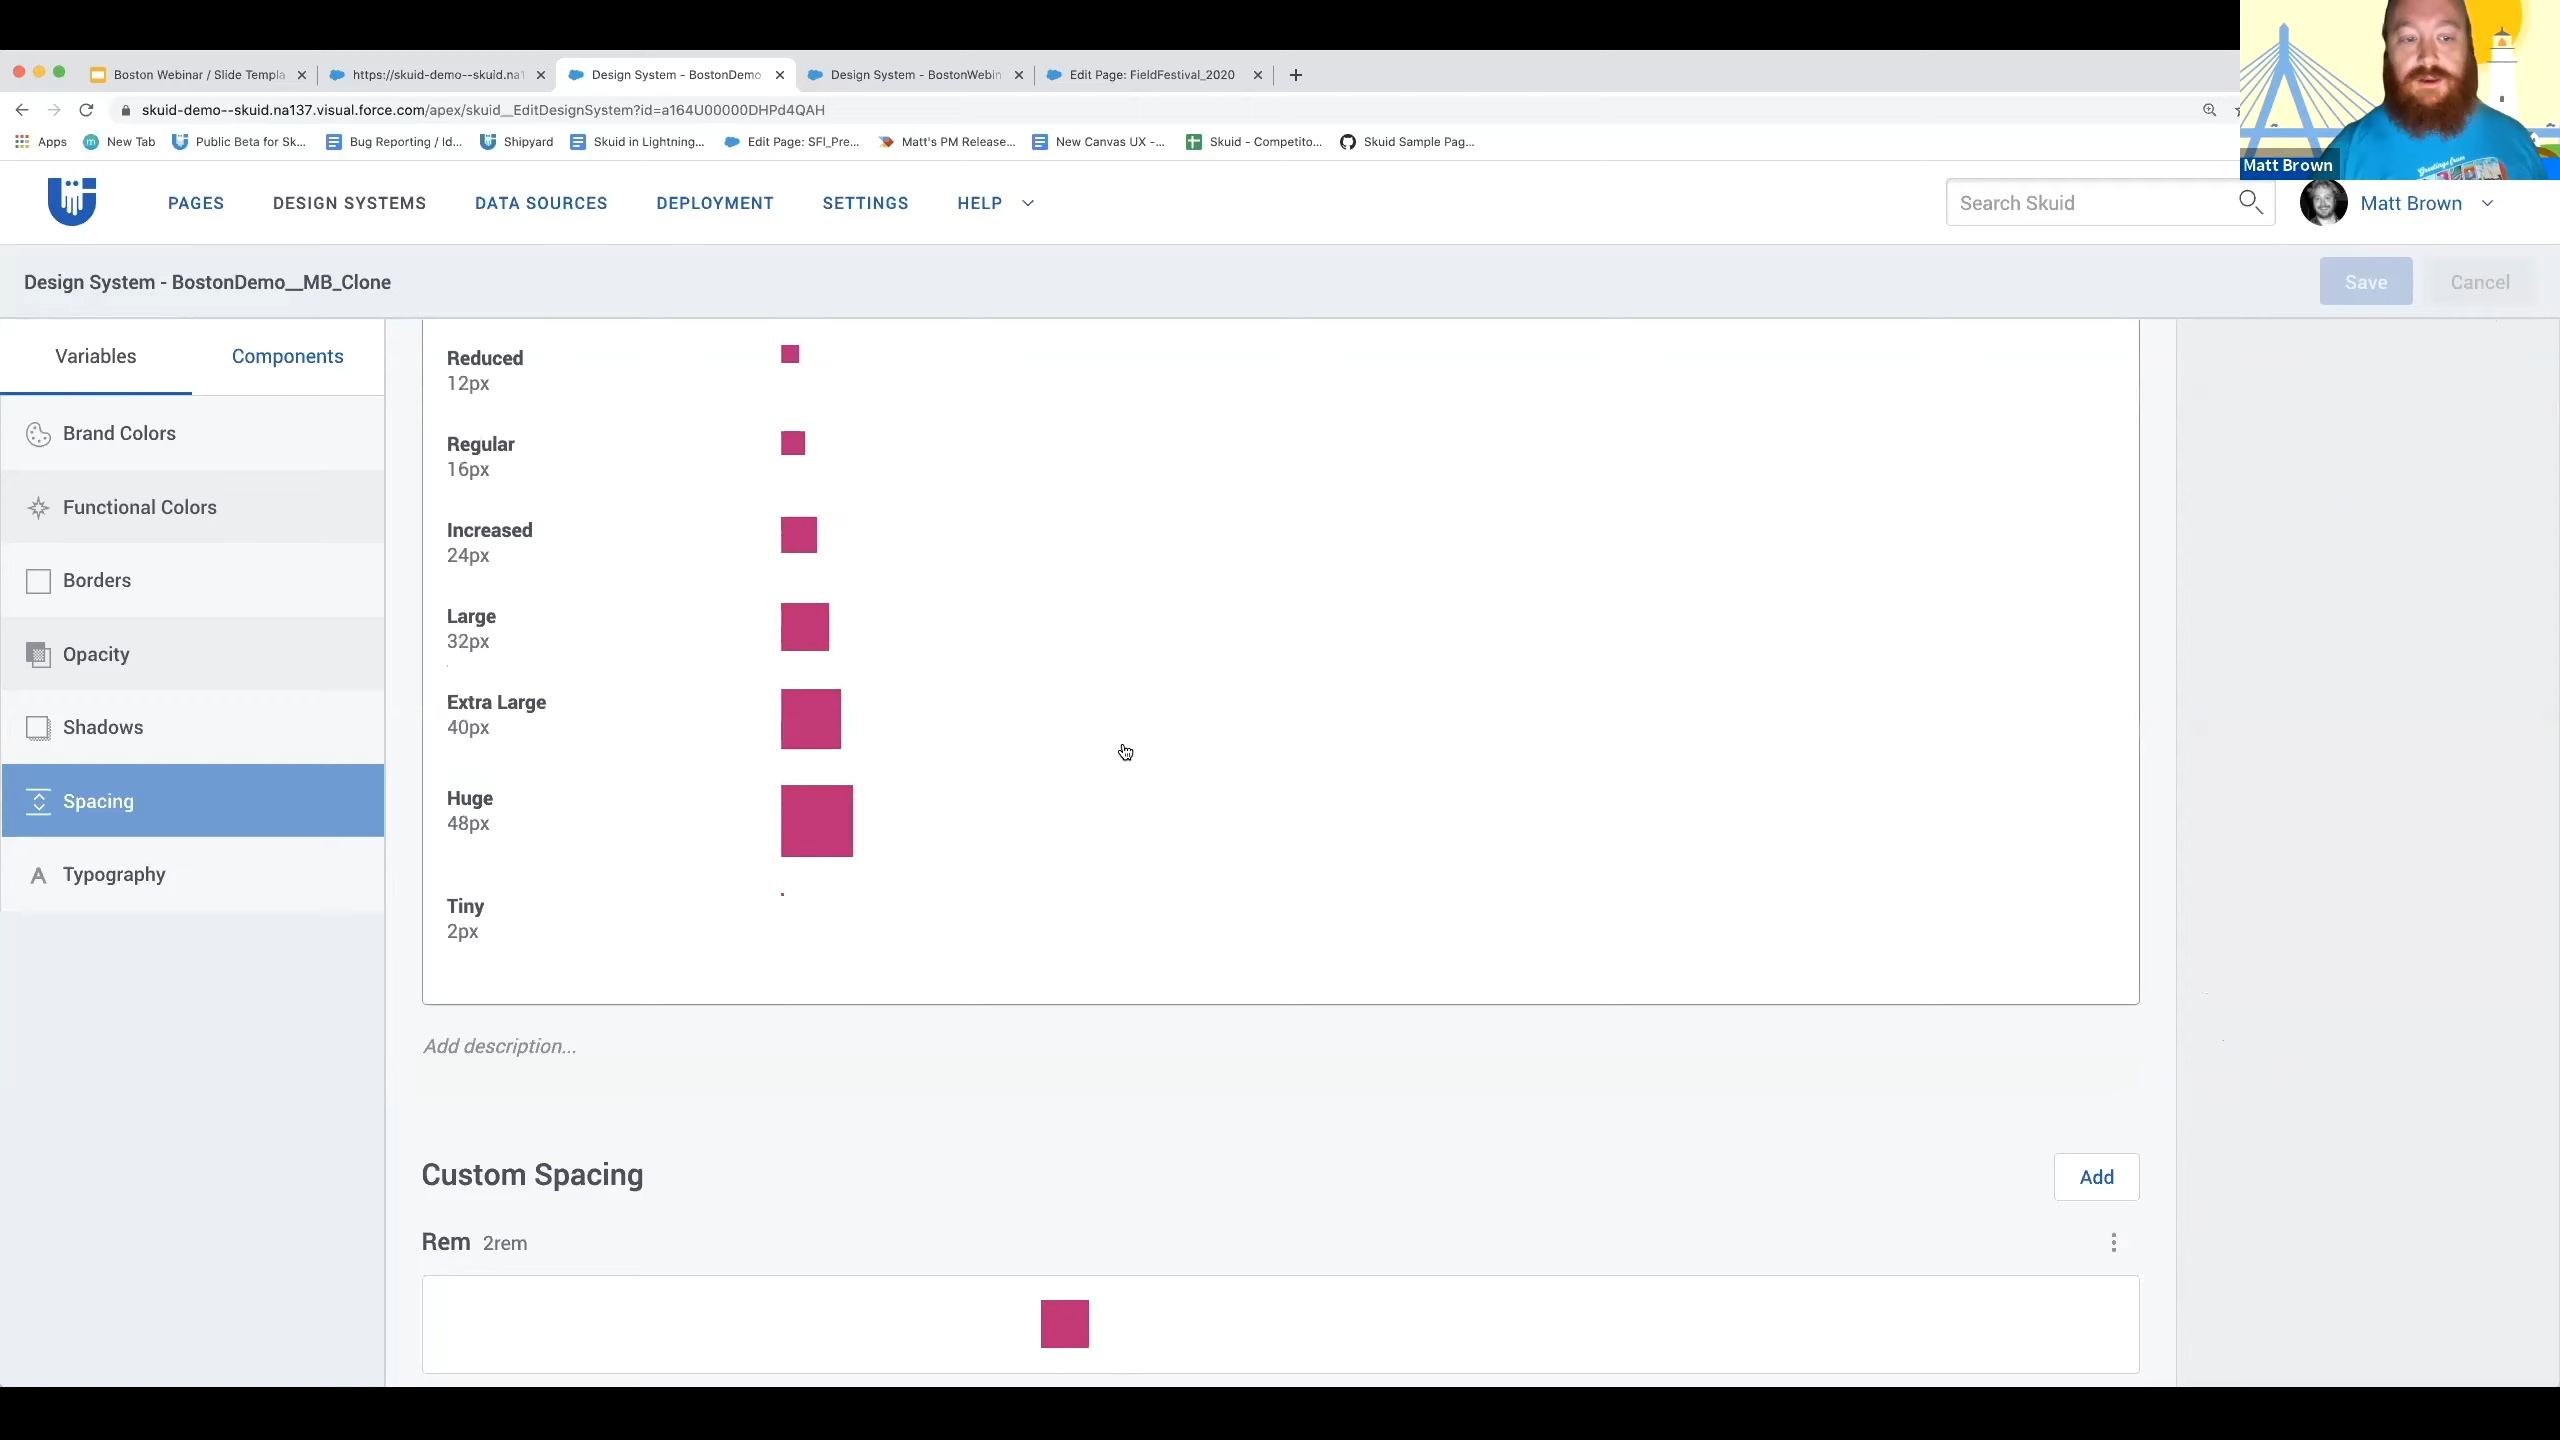 Boston Webinar / Slide Templa
https://skuid-demo--skuid.na1
Design System - BostonDemo
Design System - BostonWebin
Edit Page: FieldFestival_2020
skuid-demo--skuid.na137.visual.force.com/apex/skuid__EditDesignSystem?id=a164U00000DHPd4QAH
Apps
New Tab
Public Beta for Sk...
Bug Reporting / Id...
Shipyard
Skuid in Lightning...
Edit Page: SFI_Pre...
Matt's PM Release...
New Canvas UX -...
Skuid - Competito...
Skuid Sample Pag...
Greetings from
Matt Brown
PAGES
DESIGN SYSTEMS
DATA SOURCES
DEPLOYMENT
SETTINGS
HELP
Search Skuid
Matt Brown
Design System - BostonDemo__MB_Clone
Save
Cancel
Variables
Components
Brand Colors
Functional Colors
Borders
Opacity
Shadows
Spacing
Typography
Reduced
12px
Regular
16px
Increased
24px
Large
32px
Extra Large
40px
Huge
48px
Tiny
2px
Add description...
Custom Spacing
Add
Rem 2rem